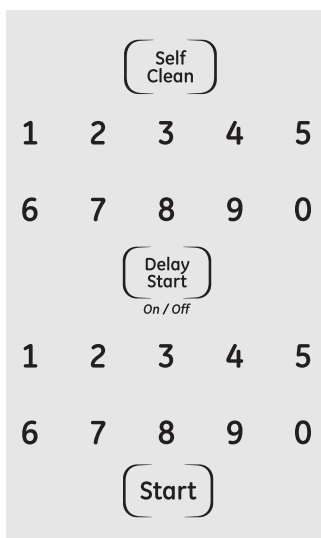 Self
Clean
1 2 3 4 5
6 7 8 9 0
Delay
Start
On / Off
1 2 3 4 5
6 7 8 9 0
Start